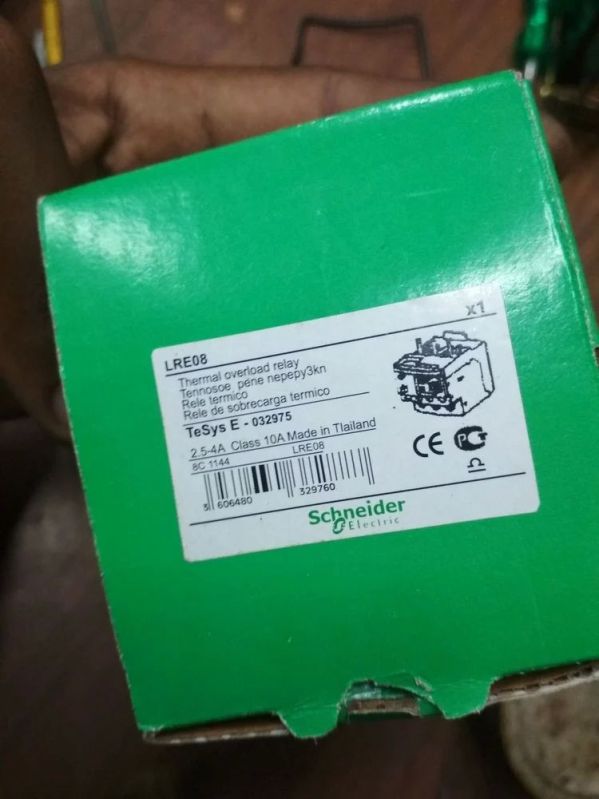 LRE08
x1
Thermal overload relay
Tennosoe pene nepepy3kn
Rele termico
Rele de sobrecarga termico
TeSys E - 032975
2.5-4A Class 10A Made in Tlailand
8C 1144
LRE08
3 606480 329760
CE
Schneider
Electric